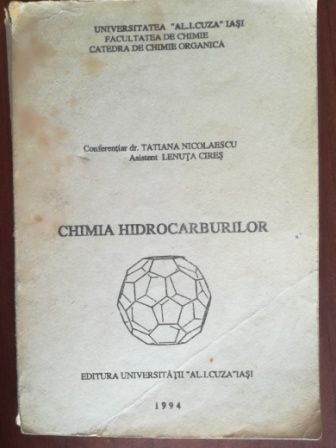 UNIVERSITATEA "AL.I.CUZA" IAŞI
FACULTATEA DE CHIMIE
CATEDRA DE CHIMIE ORGANICĂ
Conferenţiar dr. TATIANA NICOLAESCU
Asistent LENUŢA CIREŞ
CHIMIA HIDROCARBURILOR
EDITURA UNIVERSITĂŢII "AL.I.CUZA"IAŞI
1994